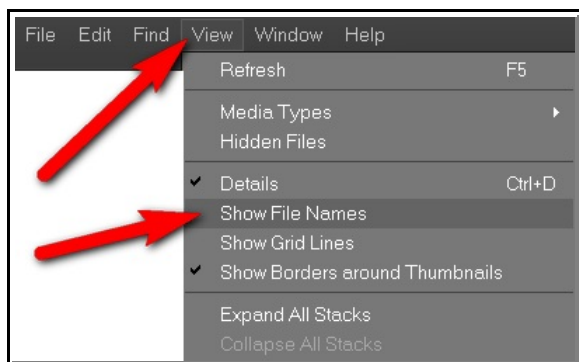 File Edit Find View Window Help
Refresh F5
Media Types
Hidden Files
Details Ctrl+D
Show File Names
Show Grid Lines
Show Borders around Thumbnails
Expand All Stacks
Collapse All Stacks